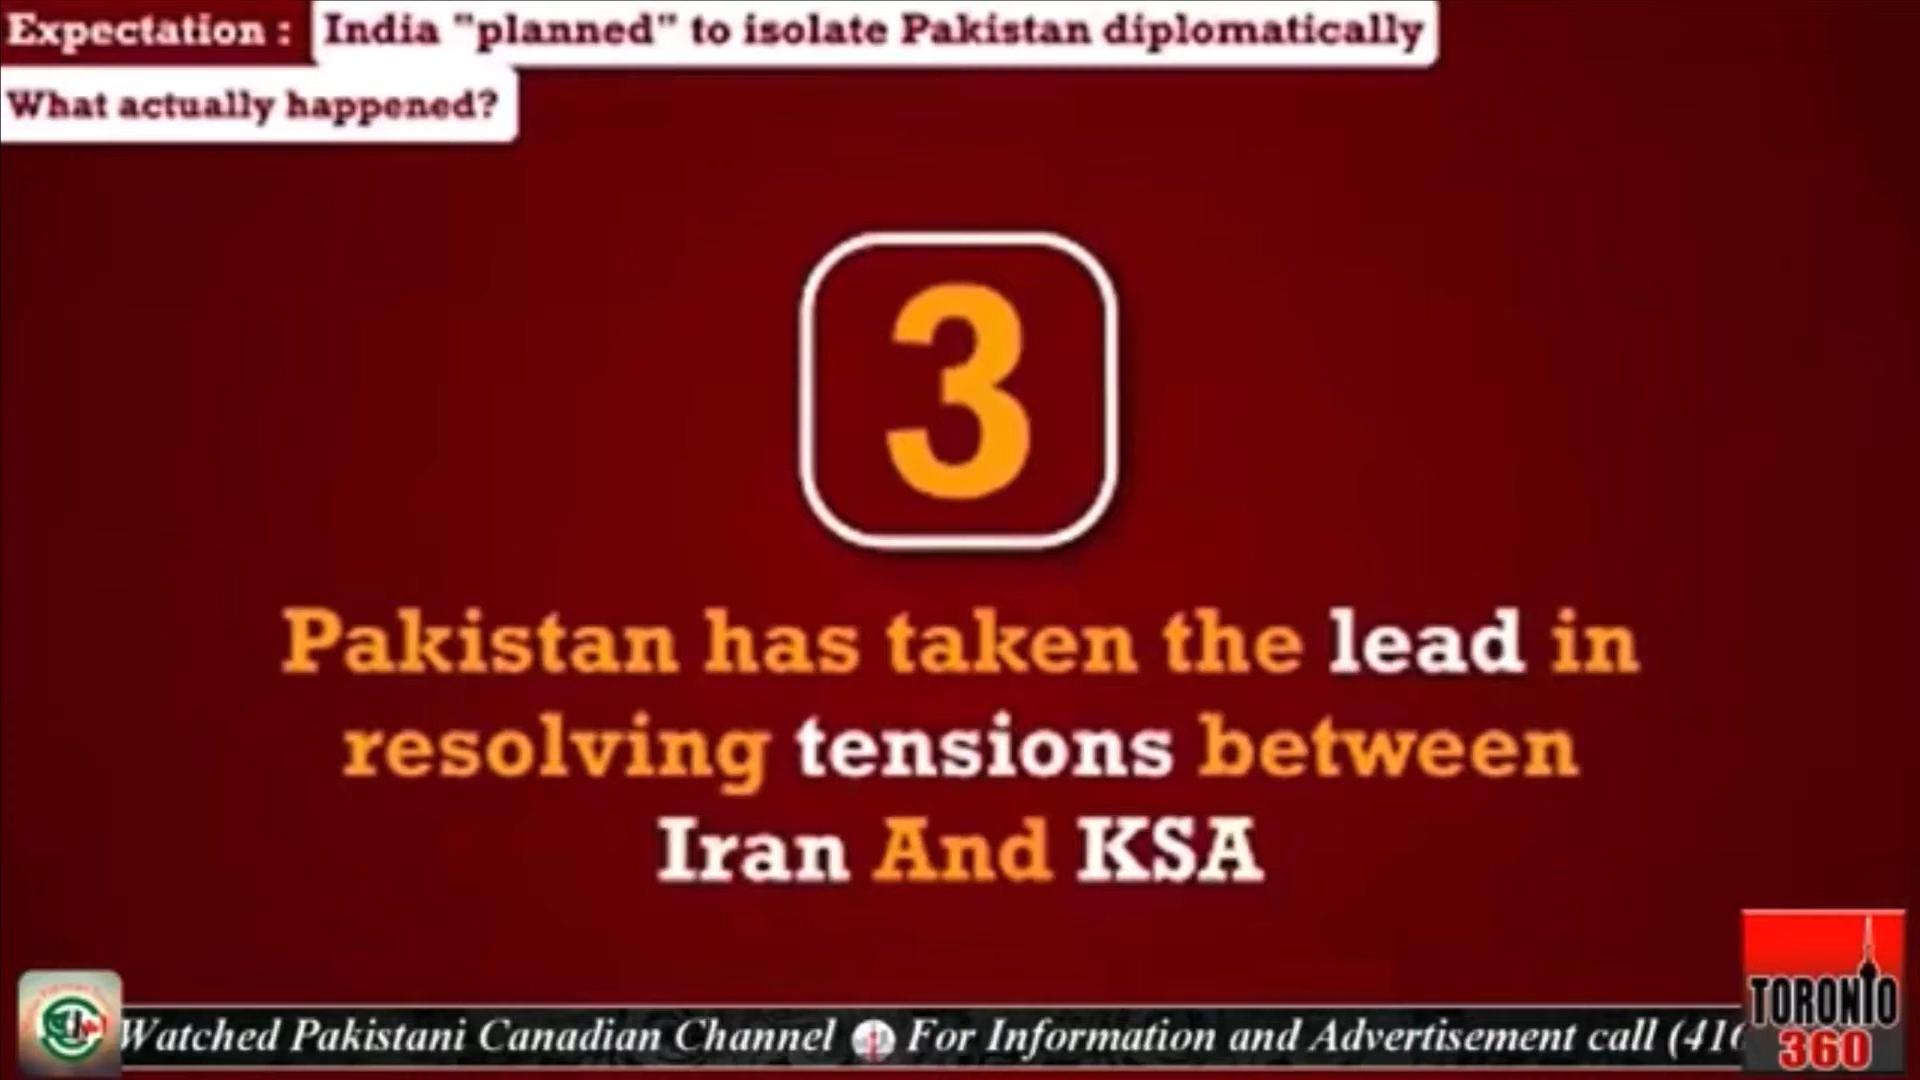 Expectation : India "planned" to isolate Pakistan diplomatically
What actually happened?
3
Pakistan has taken the lead in
resolving tensions between
Iran And KSA
Watched Pakistani Canadian Channel For Information and Advertisement call (416
TORONTO
360